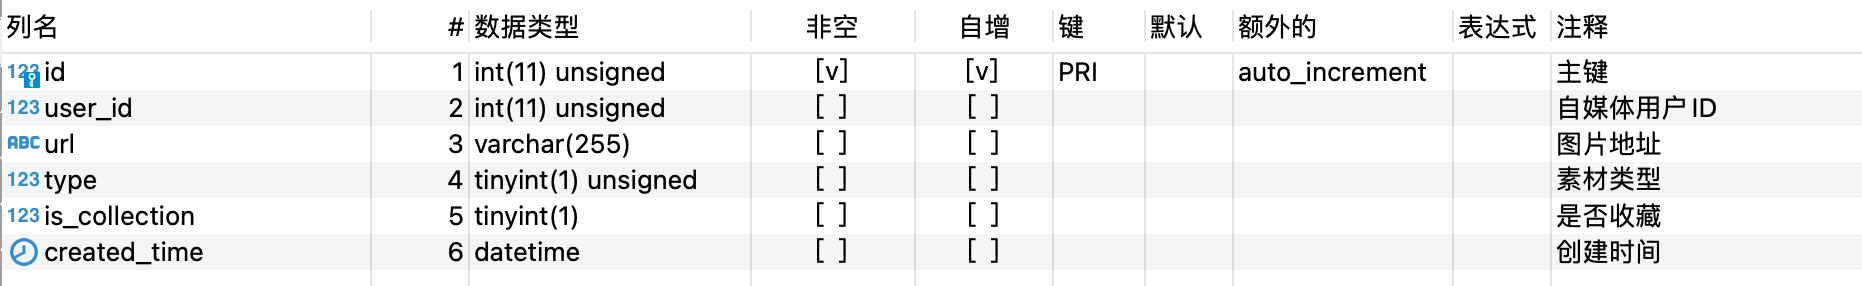 列名 # 数据类型 非空 自增 键 默认 额外的 表达式 注释
123 id 1 int(11) unsigned [v] [v] PRI auto_increment 主键
123 user_id 2 int(11) unsigned [ ] [ ] 自媒体用户ID
ABC url 3 varchar(255) [ ] [ ] 图片地址
123 type 4 tinyint(1) unsigned [ ] [ ] 素材类型
123 is_collection 5 tinyint(1) [ ] [ ] 是否收藏
created_time 6 datetime [ ] [ ] 创建时间